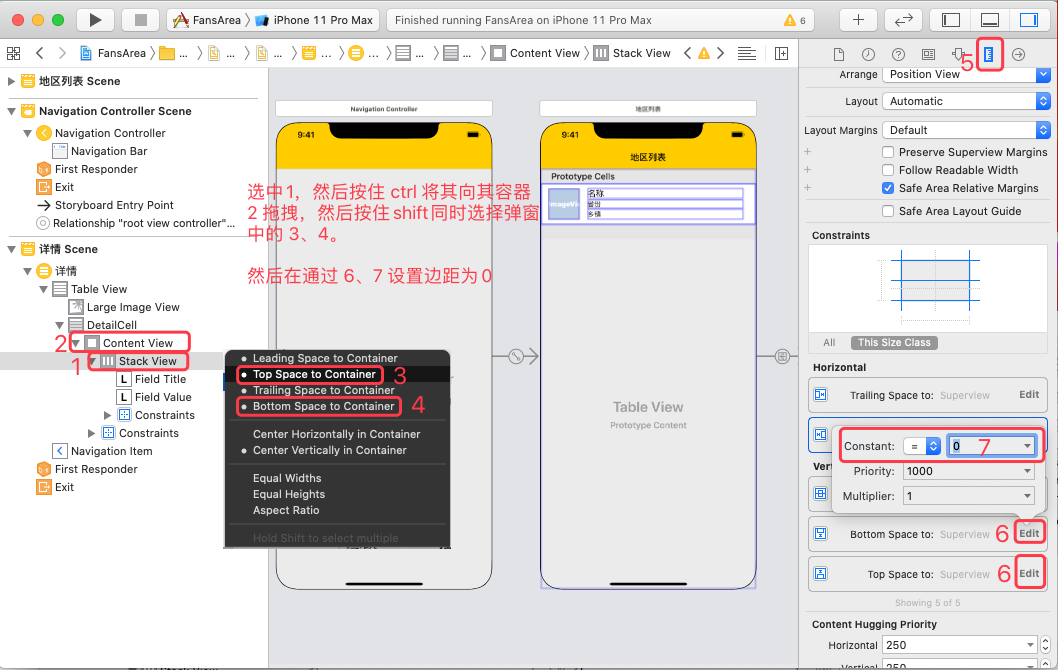 FansArea
iPhone 11 Pro Max
Finished running FansArea on iPhone 11 Pro Max
6
FansArea
...
...
...
...
...
...
...
Content View
Stack View
5
地区列表 Scene
Navigation Controller Scene
Navigation Controller
Navigation Bar
First Responder
Exit
Storyboard Entry Point
Relationship "root view controller"...
详情 Scene
详情
Table View
Large Image View
DetailCell
2
Content View
1
Stack View
L Field Title
L Field Value
Constraints
Constraints
Navigation Item
First Responder
Exit
Navigation Controller
9:41
选中1，然后按住 ctrl 将其向其容器
2 拖拽，然后按住 shift 同时选择弹窗
中的 3、4。
然后在通过 6、7 设置边距为0
Leading Space to Container
Top Space to Container
3
Trailing Space to Container
Bottom Space to Container
4
Center Horizontally in Container
Center Vertically in Container
Equal Widths
Equal Heights
Aspect Ratio
Hold Shift to select multiple
地区列表
9:41
地区列表
Prototype Cells
ImageVi
名称
省份
乡镇
Table View
Prototype Content
Arrange
Position View
Layout
Automatic
Layout Margins
Default
Preserve Superview Margins
Follow Readable Width
Safe Area Relative Margins
Safe Area Layout Guide
Constraints
All
This Size Class
Horizontal
Trailing Space to: Superview
Edit
Constant:
=
0
7
Priority:
1000
Multiplier:
1
Bottom Space to: Superview
6
Edit
Top Space to: Superview
6
Edit
Showing 5 of 5
Content Hugging Priority
Horizontal
250
Vertical
250